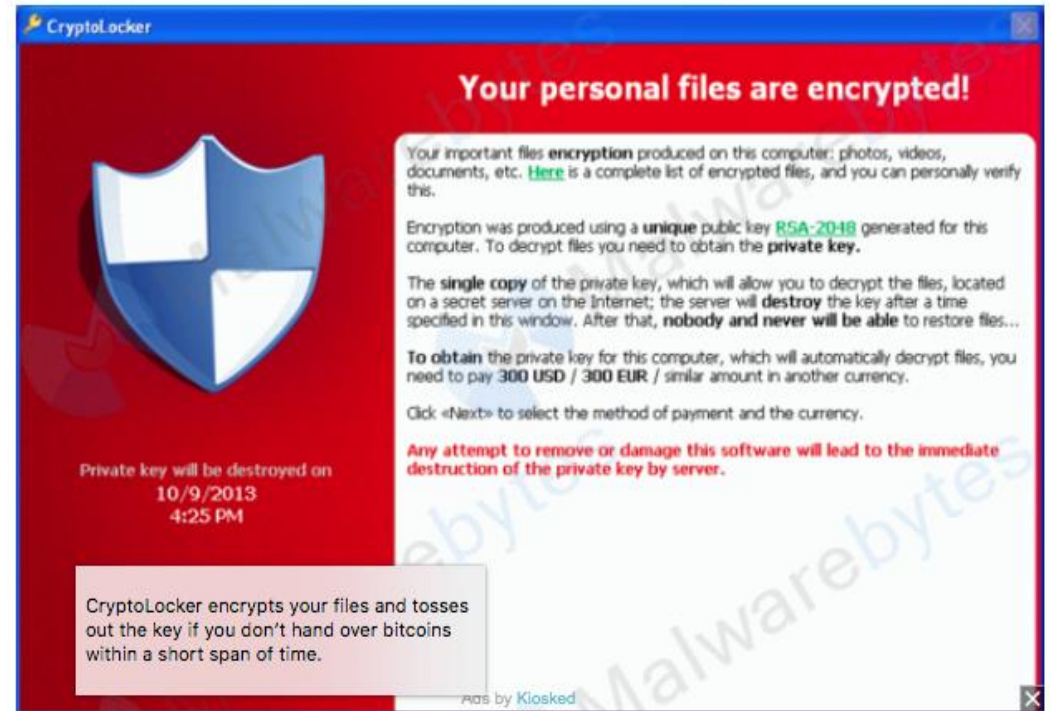 CryptoLocker
Your personal files are encrypted!
Your important files encryption produced on this computer: photos, videos,
documents, etc. Here is a complete list of encrypted files, and you can personally verify
this.
Encryption was produced using a unique public key RSA-2048 generated for this
computer. To decrypt files you need to obtain the private key.
The single copy of the private key, which will allow you to decrypt the files, located
on a secret server on the Internet; the server will destroy the key after a time
specified in this window. After that, nobody and never will be able to restore files...
To obtain the private key for this computer, which will automatically decrypt files, you
need to pay 300 USD / 300 EUR / similar amount in another currency.
Click «Next» to select the method of payment and the currency.
Any attempt to remove or damage this software will lead to the immediate
destruction of the private key by server.
Private key will be destroyed on
10/9/2013
4:25 PM
CryptoLocker encrypts your files and tosses
out the key if you don't hand over bitcoins
within a short span of time.
Ads by Kiosked
Malwarebytes
Malwarebytes
Malwarebytes